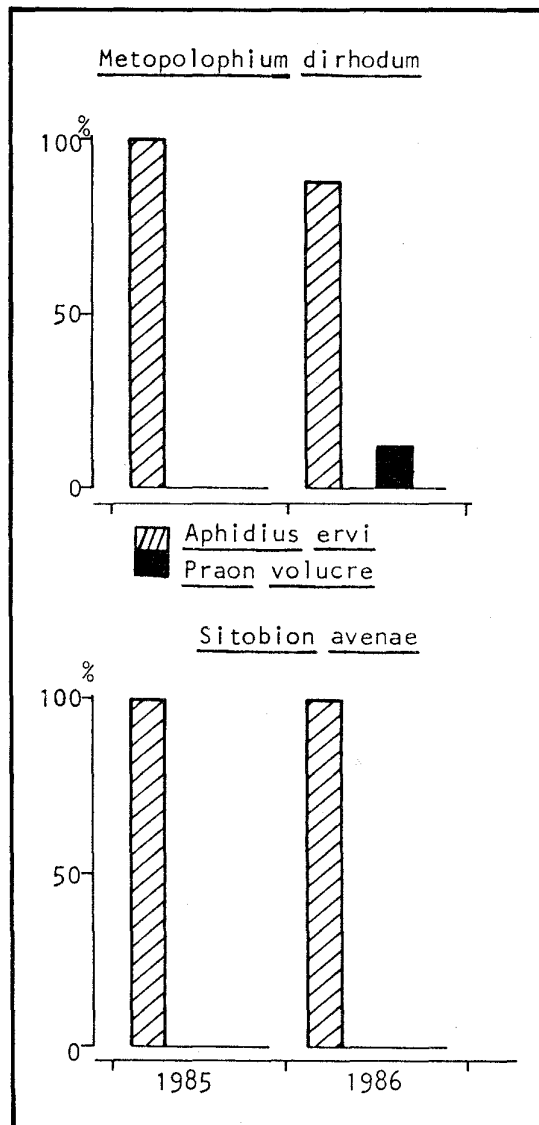 Metopolophium dirhodum
%
100
50
0
Aphidius ervi
Praon volucre
Sitobion avenae
%
100
50
0
1985 1986